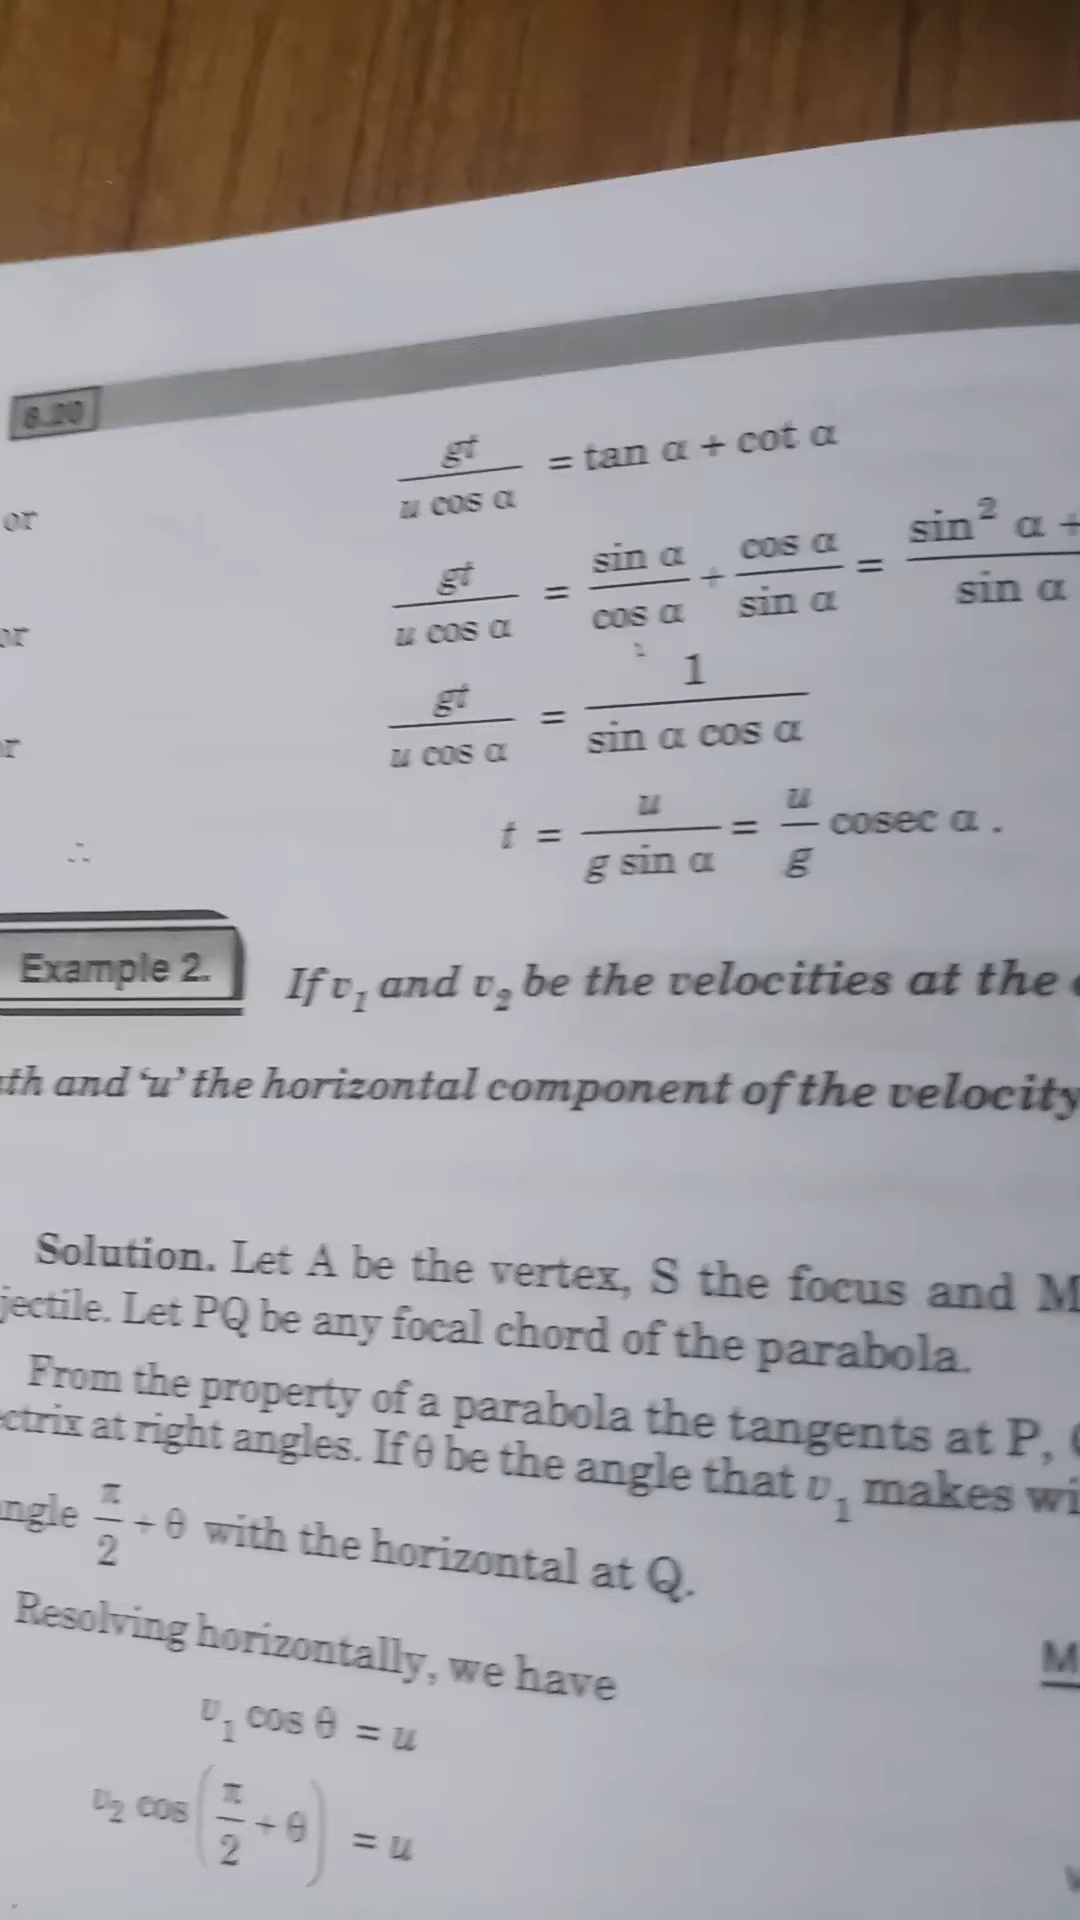 8.20
gt / u cos α = tan α + cot α
or
gt / u cos α = sin α / cos α + cos α / sin α = sin² α + / sin α
or
gt / u cos α = 1 / sin α cos α
r
∴ t = u / g sin α = u / g cosec α .
Example 2. If v₁ and v₂ be the velocities at the
th and ‘u’ the horizontal component of the velocity
Solution. Let A be the vertex, S the focus and M
jectile. Let PQ be any focal chord of the parabola.
From the property of a parabola the tangents at P,
ctrix at right angles. If θ be the angle that v₁ makes wi
ngle π / 2 + θ with the horizontal at Q.
Resolving horizontally, we have
M
v₁ cos θ = u
v₂ cos (π / 2 + θ) = u